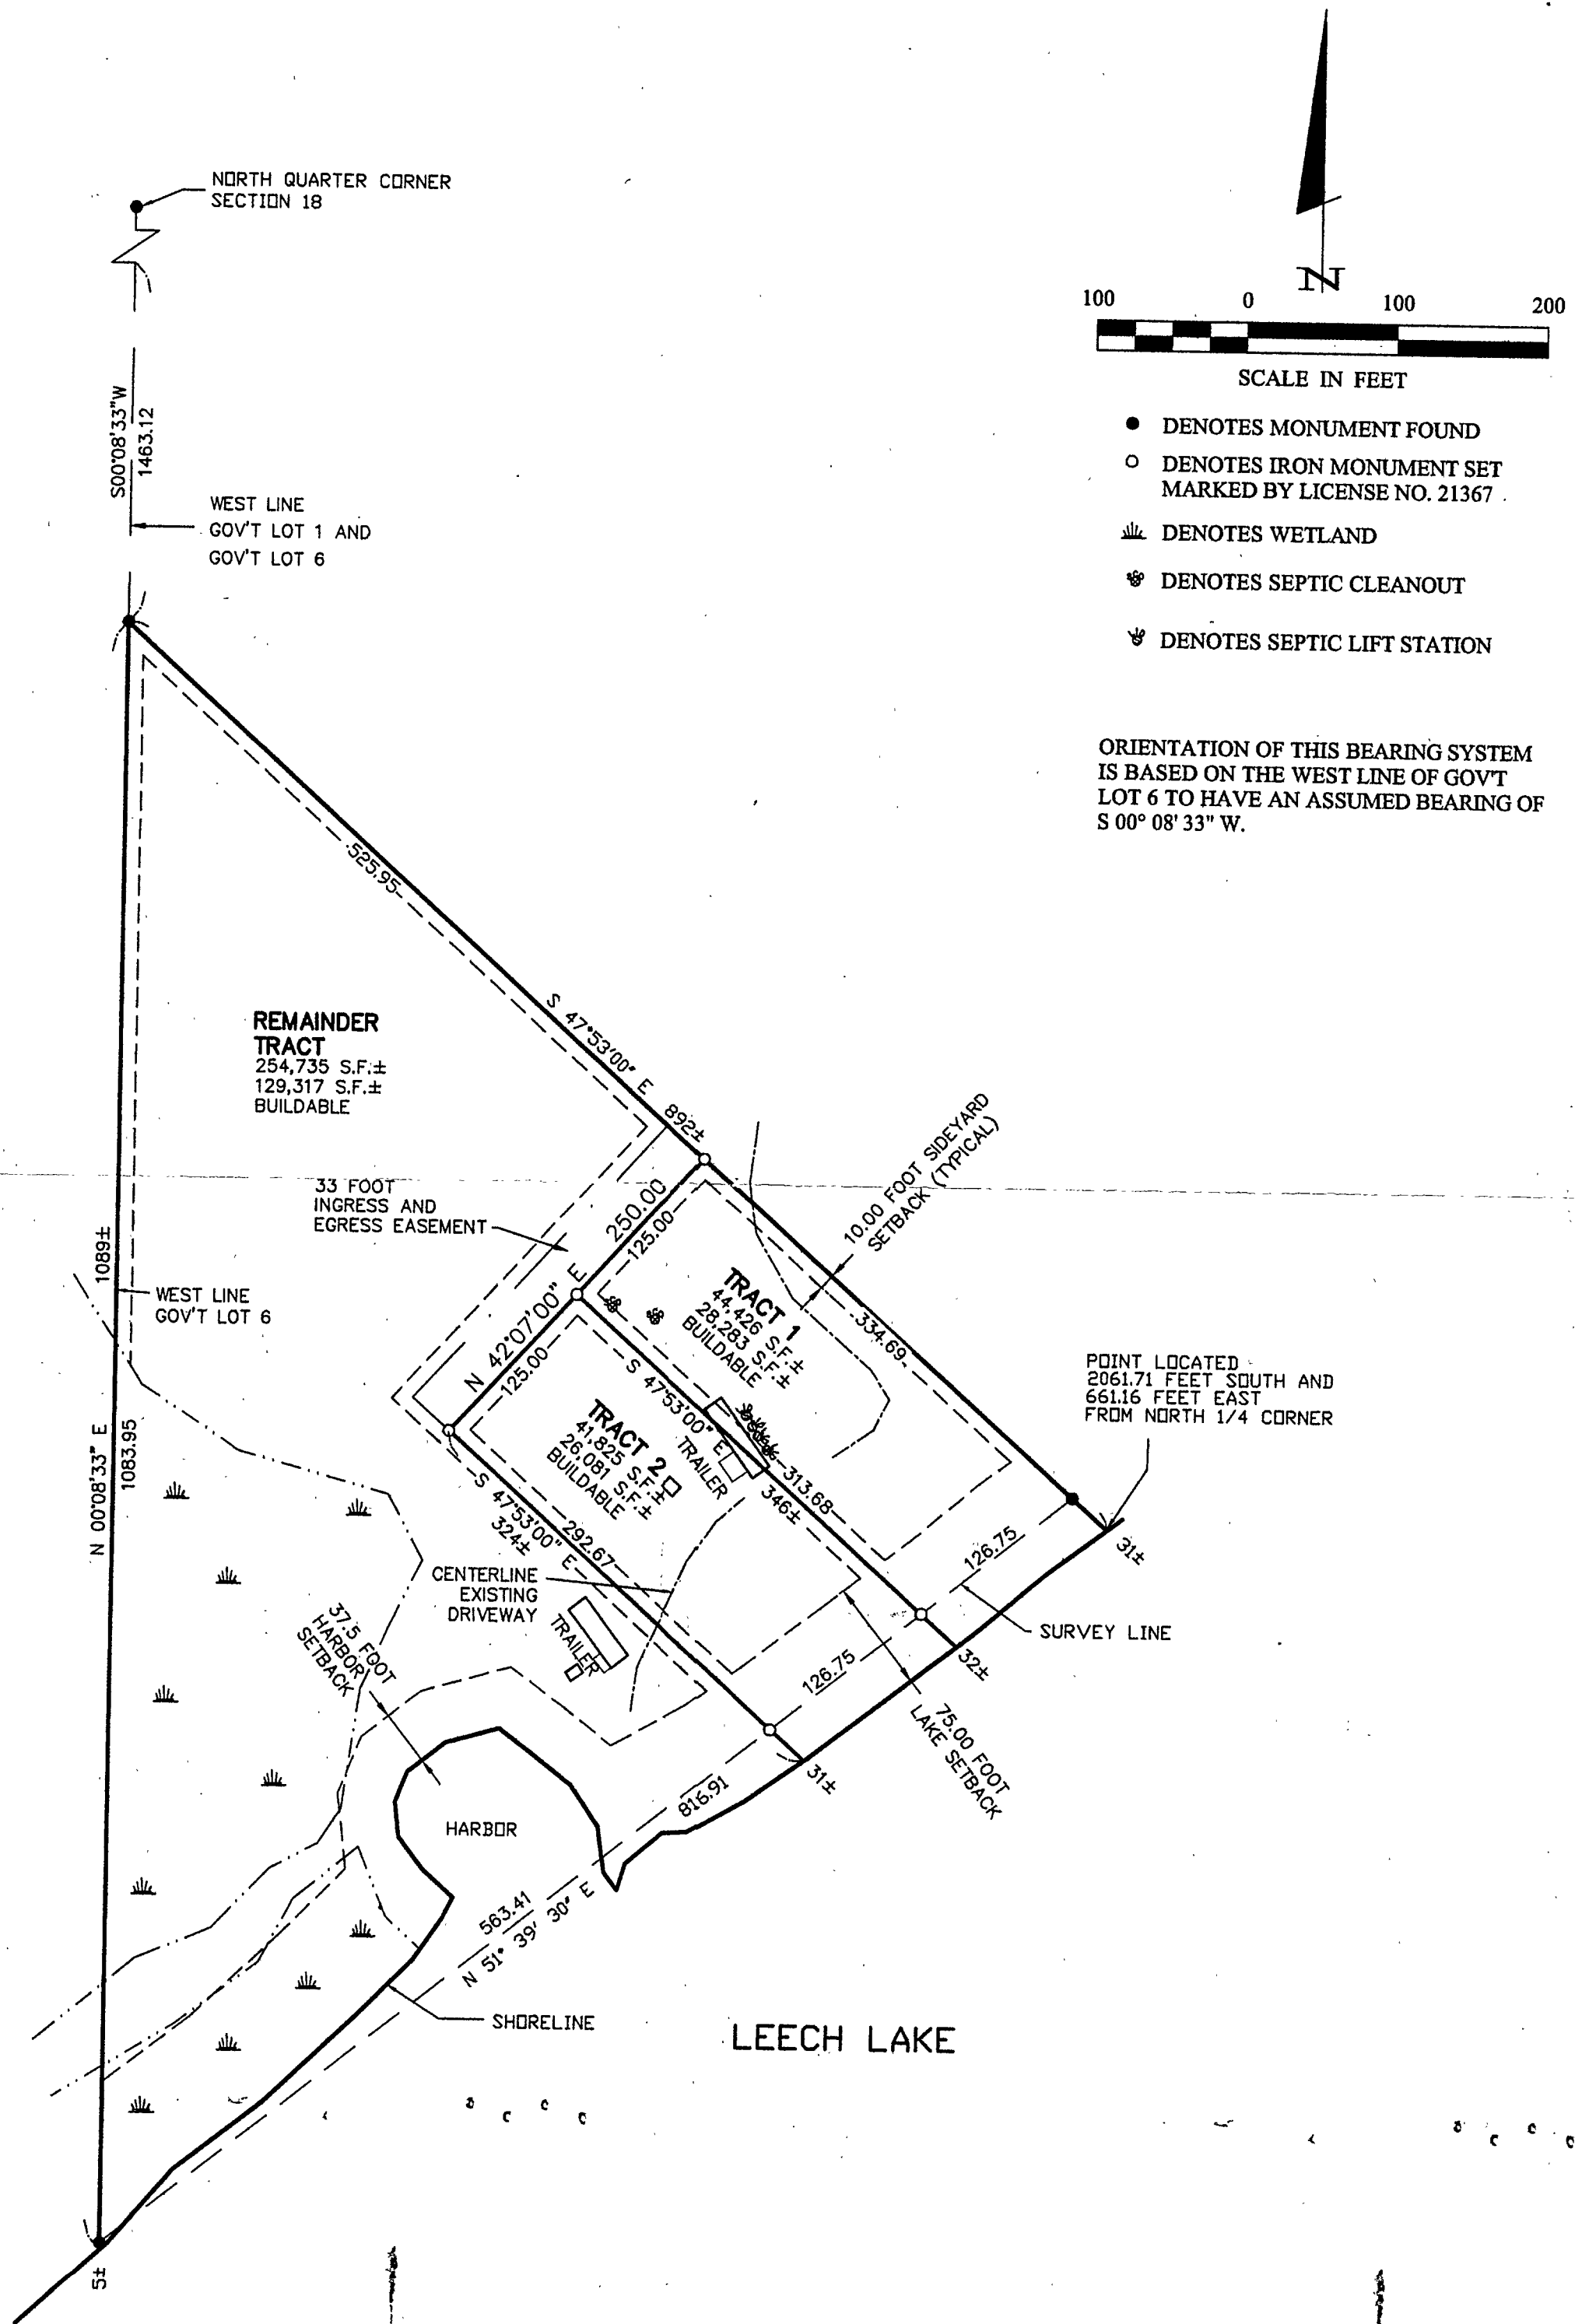 NORTH QUARTER CORNER
SECTION 18
N
100 0 100 200
SCALE IN FEET
DENOTES MONUMENT FOUND
DENOTES IRON MONUMENT SET
MARKED BY LICENSE NO. 21367
DENOTES WETLAND
DENOTES SEPTIC CLEANOUT
DENOTES SEPTIC LIFT STATION
ORIENTATION OF THIS BEARING SYSTEM
IS BASED ON THE WEST LINE OF GOV'T
LOT 6 TO HAVE AN ASSUMED BEARING OF
S 00° 08' 33" W.
S00°08'33"W
1463.12
WEST LINE
GOV'T LOT 1 AND
GOV'T LOT 6
525.95
S 47°53'00" E
892±
REMAINDER
TRACT
254,735 S.F.±
129,317 S.F.±
BUILDABLE
33 FOOT
INGRESS AND
EGRESS EASEMENT
250.00
125.00
N 42°07'00" E
125.00
10.00 FOOT SIDEYARD
SETBACK (TYPICAL)
TRACT 1
44,426 S.F.±
28,283 S.F.±
BUILDABLE
334.69
1089±
WEST LINE
GOV'T LOT 6
N 00°08'33" E
1083.95
S 47°53'00" E
313.68
346±
TRAILER
TRACT 2
41,825 S.F.±
26,081 S.F.±
BUILDABLE
S 47°53'00" E
292.67
324±
POINT LOCATED
2061.71 FEET SOUTH AND
661.16 FEET EAST
FROM NORTH 1/4 CORNER
126.75
31±
SURVEY LINE
CENTERLINE
EXISTING
DRIVEWAY
TRAILER
37.5 FOOT
HARBOR
SETBACK
126.75
32±
75.00 FOOT
LAKE SETBACK
31±
816.91
HARBOR
563.41
N 51° 39' 30" E
SHORELINE
LEECH LAKE
5±